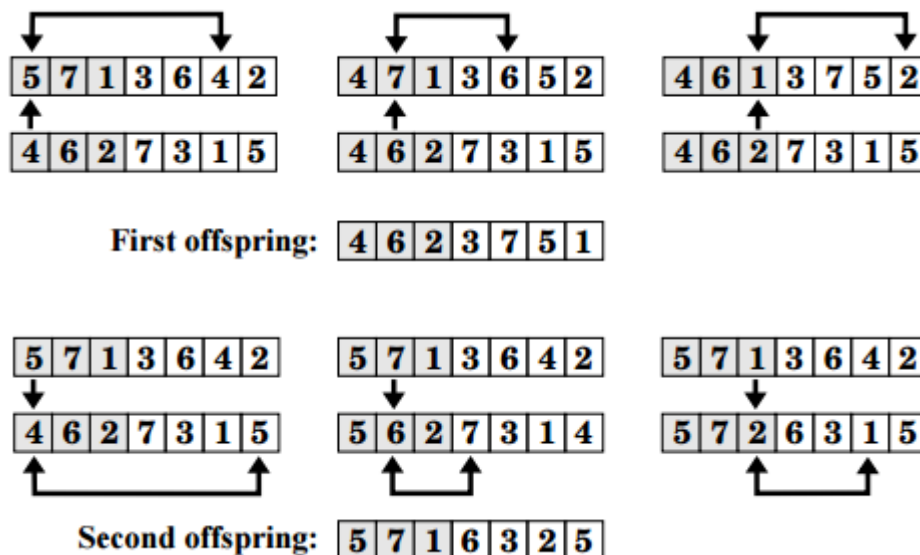 5 7 1 3 6 4 2 4 7 1 3 6 5 2 4 6 1 3 7 5 2
4 6 2 7 3 1 5 4 6 2 7 3 1 5 4 6 2 7 3 1 5
First offspring: 4 6 2 3 7 5 1
5 7 1 3 6 4 2 5 7 1 3 6 4 2 5 7 1 3 6 4 2
4 6 2 7 3 1 5 5 6 2 7 3 1 4 5 7 2 6 3 1 5
Second offspring: 5 7 1 6 3 2 5